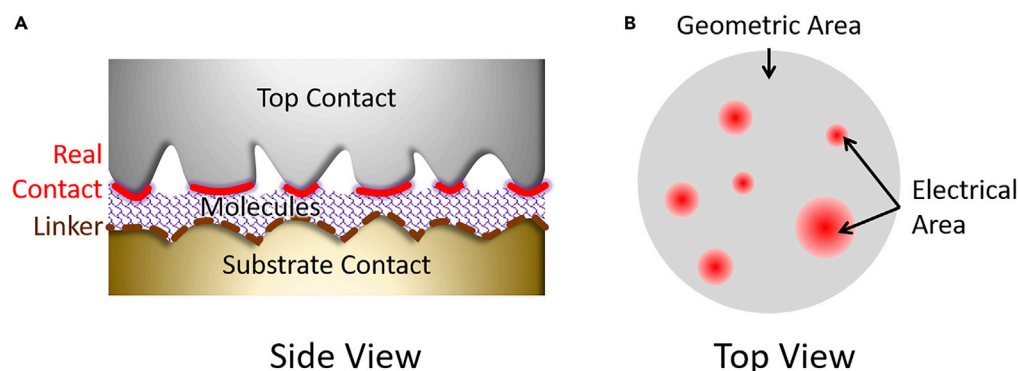 A
Top Contact
Real
Contact
Molecules
Linker
Substrate Contact
Side View
B
Geometric Area
Electrical
Area
Top View